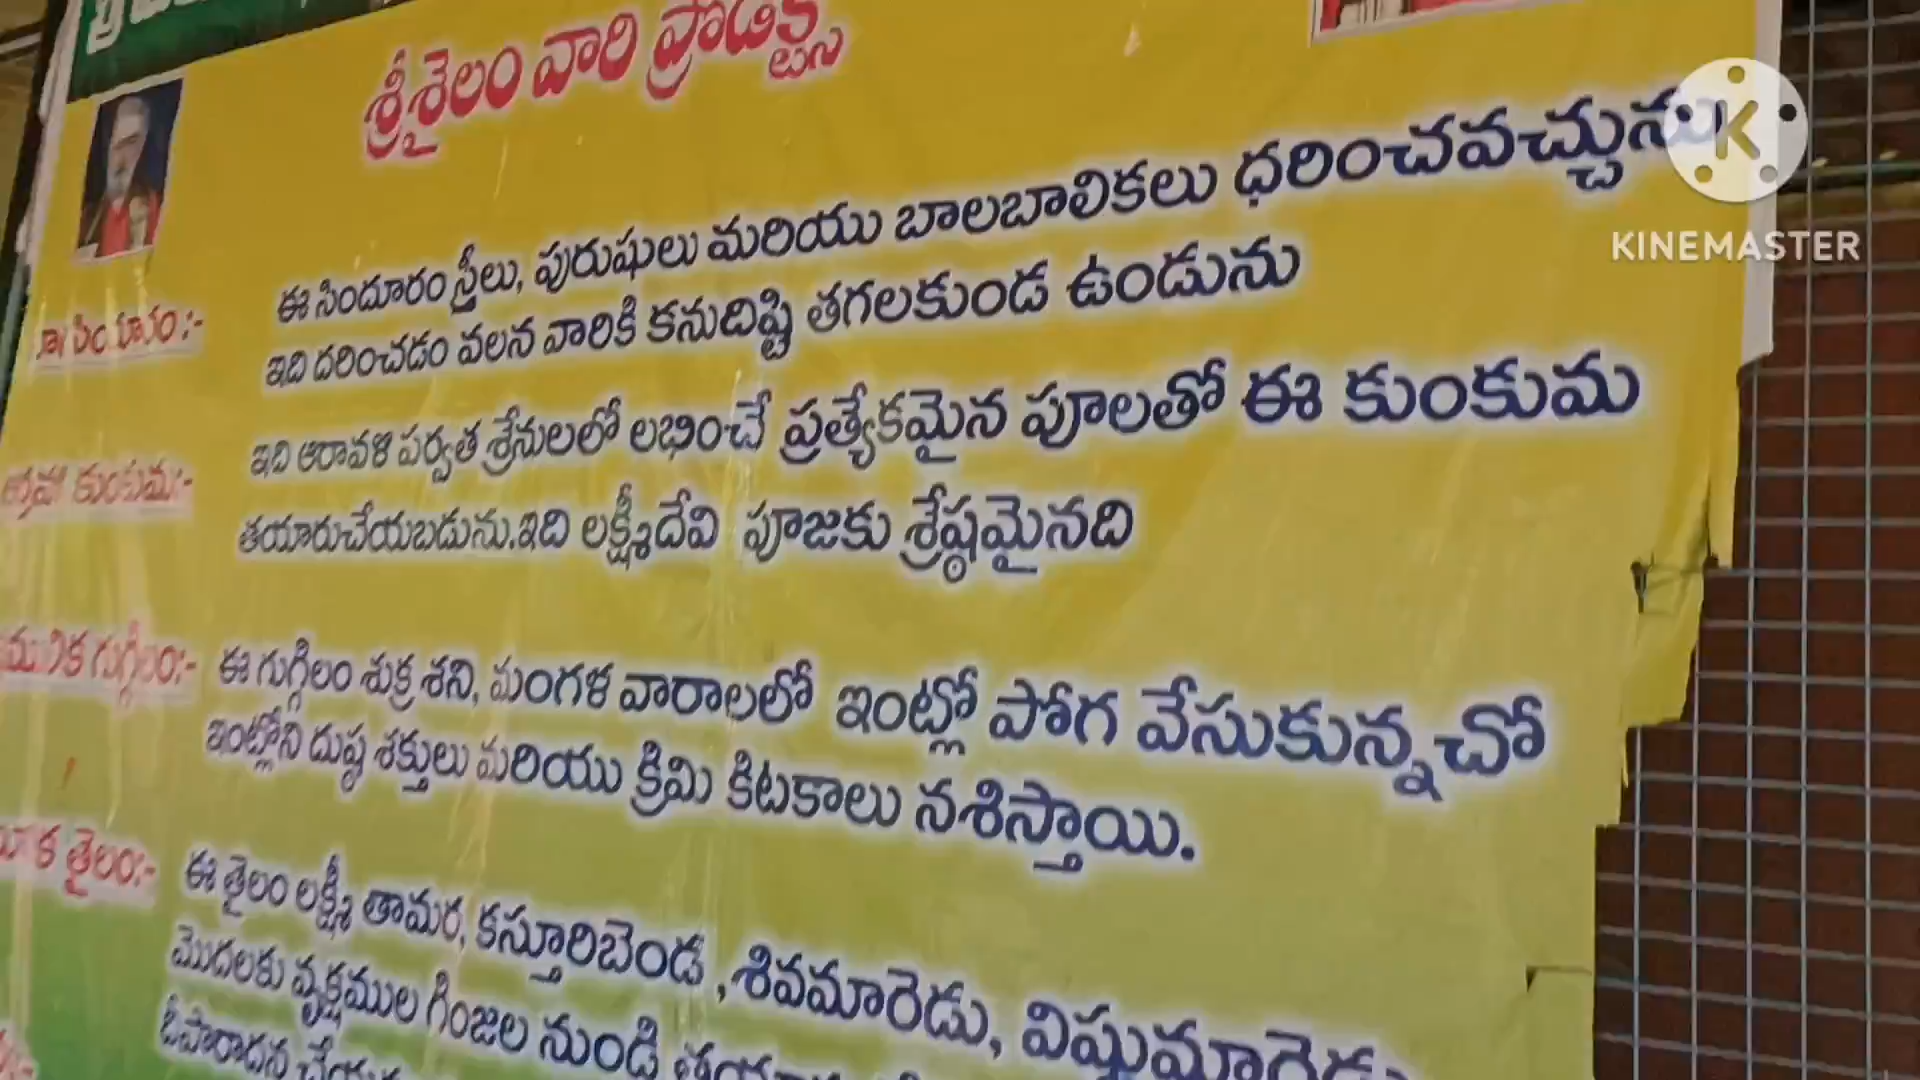 శ్రీశైలం వారి ప్రొడక్ట్స్
ఈ సిందూరం స్త్రీలు, పురుషులు మరియు బాలబాలికలు ధరించవచ్చును
ఇది దరించడం వలన వారికి కనుదిష్టి తగలకుండ ఉండును
ఇది ఆరావళి పర్వత శ్రేనులలో లభించే ప్రత్యేకమైన పూలతో ఈ కుంకుమ
కుంకుమ:-
తయారుచేయబడును.ఇది లక్ష్మీదేవి పూజకు శ్రేష్ఠమైనది
గుగ్గిలం:- ఈ గుగ్గిలం శుక్ర శని, మంగళ వారాలలో ఇంట్లో పోగ వేసుకున్నచో
ఇంట్లోని దుష్ఠ శక్తులు మరియు క్రిమి కిటకాలు నశిస్తాయి.
తైలం:- ఈ తైలం లక్ష్మీ తామర, కస్తూరిబెండ ,శివమారెడు, విష్ణుమారెడు
మొదలకు వృక్షముల గింజల నుండి
దీపారాధన
KINEMASTER